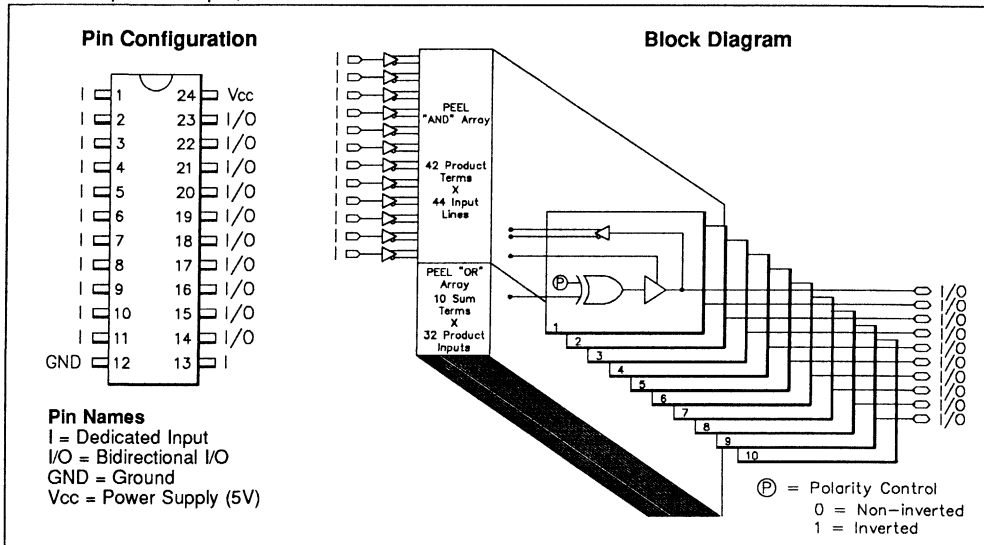 Pin Configuration
I 1 24 Vcc
I 2 23 I/O
I 3 22 I/O
I 4 21 I/O
I 5 20 I/O
I 6 19 I/O
I 7 18 I/O
I 8 17 I/O
I 9 16 I/O
I 10 15 I/O
I 11 14 I/O
GND 12 13 I
Pin Names
I = Dedicated Input
I/O = Bidirectional I/O
GND = Ground
Vcc = Power Supply (5V)
Block Diagram
I
I
I
I
I
I
I
I
I
I
I
I
PEEL
"AND" Array
42 Product
Terms
X
44 Input
Lines
PEEL "OR"
Array
10 Sum
Terms
X
32 Product
Inputs
P
1
2
3
4
5
6
7
8
9
10
I/O
I/O
I/O
I/O
I/O
I/O
I/O
I/O
I/O
I/O
P = Polarity Control
0 = Non-inverted
1 = Inverted